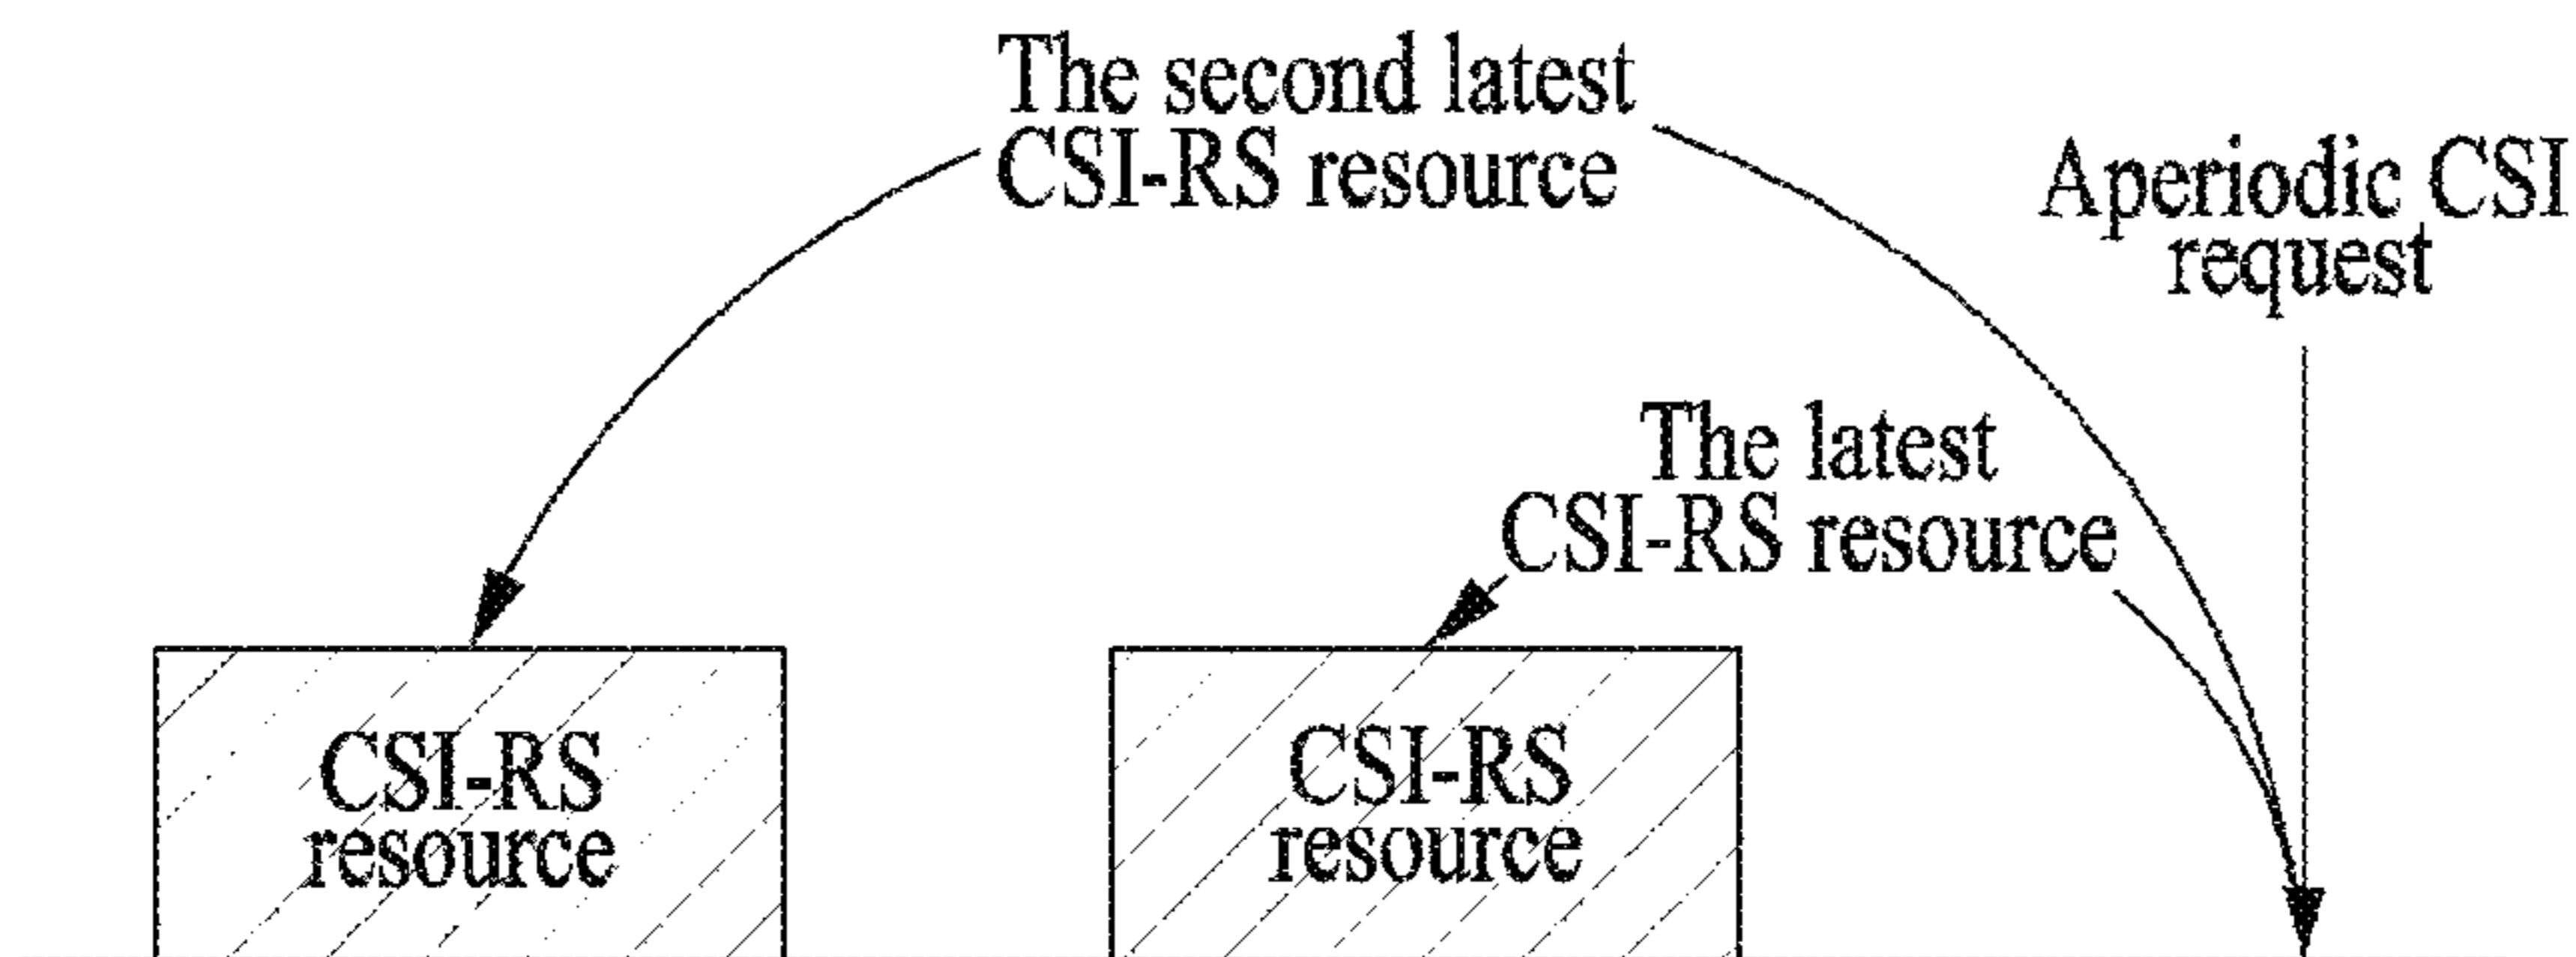 The second latest
CSI-RS resource
Aperiodic CSI
request
The latest
CSI-RS resource
CSI-RS
resource
CSI-RS
resource